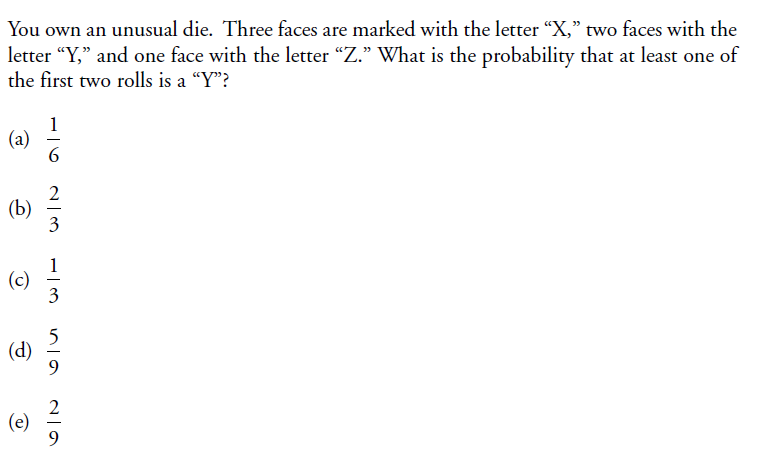 You own an unusual die.  Three faces are marked with the letter “X,” two faces with the
letter “Y,” and one face with the letter “Z.” What is the probability that at least one of
the first two rolls is a “Y”?
(a) 1/6
(b) 2/3
(c) 1/3
(d) 5/9
(e) 2/9